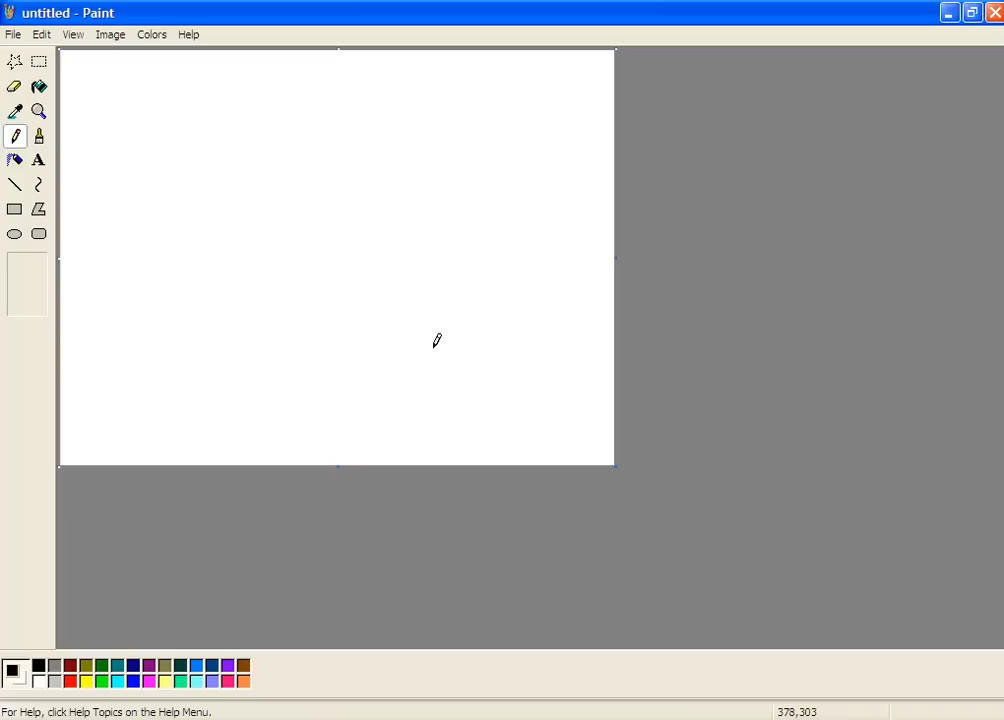 untitled - Paint
File Edit View Image Colors Help
A
For Help, click Help Topics on the Help Menu. 378,303